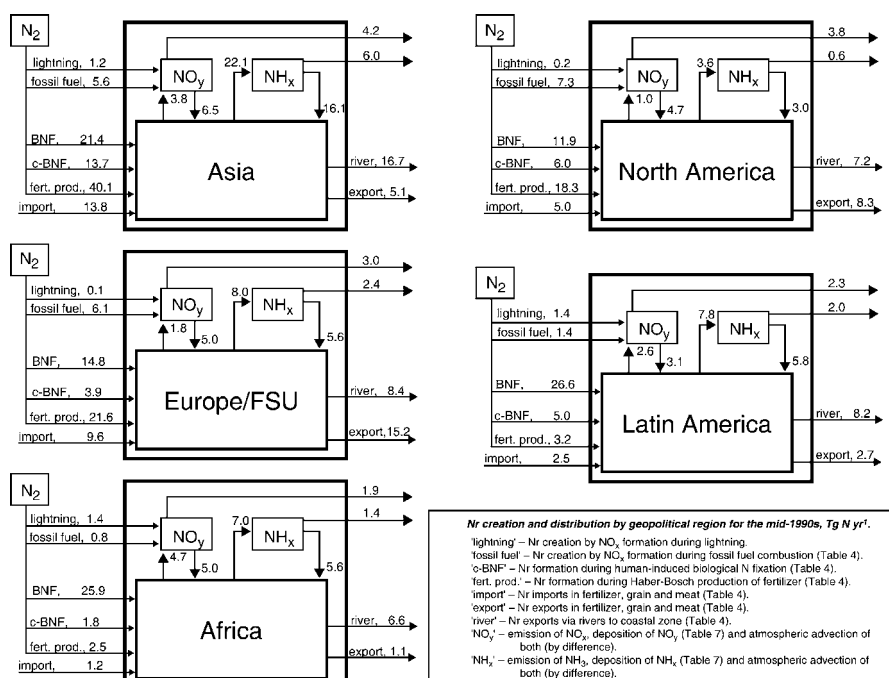 N2
lightning, 1.2
fossil fuel, 5.6
BNF, 21.4
c-BNF, 13.7
fert. prod., 40.1
import, 13.8
NOy
NHx
4.2
6.0
22.1
3.8
6.5
16.1
Asia
river, 16.7
export, 5.1
N2
lightning, 0.2
fossil fuel, 7.3
BNF, 11.9
c-BNF, 6.0
fert. prod., 18.3
import, 5.0
NOy
NHx
3.8
0.6
3.6
1.0
4.7
3.0
North America
river, 7.2
export, 8.3
N2
lightning, 0.1
fossil fuel, 6.1
BNF, 14.8
c-BNF, 3.9
fert. prod., 21.6
import, 9.6
NOy
NHx
3.0
2.4
8.0
1.8
5.0
5.6
Europe/FSU
river, 8.4
export,15.2
N2
lightning, 1.4
fossil fuel, 1.4
BNF, 26.6
c-BNF, 5.0
fert. prod., 3.2
import, 2.5
NOy
NHx
2.3
2.0
7.8
2.6
3.1
5.8
Latin America
river, 8.2
export, 2.7
N2
lightning, 1.4
fossil fuel, 0.8
BNF, 25.9
c-BNF, 1.8
fert. prod., 2.5
import, 1.2
NOy
NHx
1.9
1.4
7.0
4.7
5.0
5.6
Africa
river, 6.6
export, 1.1
Nr creation and distribution by geopolitical region for the mid-1990s, Tg N yr¹.
'lightning' – Nr creation by NOx formation during lightning.
'fossil fuel' – Nr creation by NOx formation during fossil fuel combustion (Table 4).
'c-BNF' – Nr formation during human-induced biological N fixation (Table 4).
'fert. prod.' – Nr formation during Haber-Bosch production of fertilizer (Table 4).
'import' – Nr imports in fertilizer, grain and meat (Table 4).
'export' – Nr exports in fertilizer, grain and meat (Table 4).
'river' – Nr exports via rivers to coastal zone (Table 4).
'NOy' – emission of NOx, deposition of NOy (Table 7) and atmospheric advection of
both (by difference).
'NHx' – emission of NH3, deposition of NHx (Table 7) and atmospheric advection of
both (by difference).